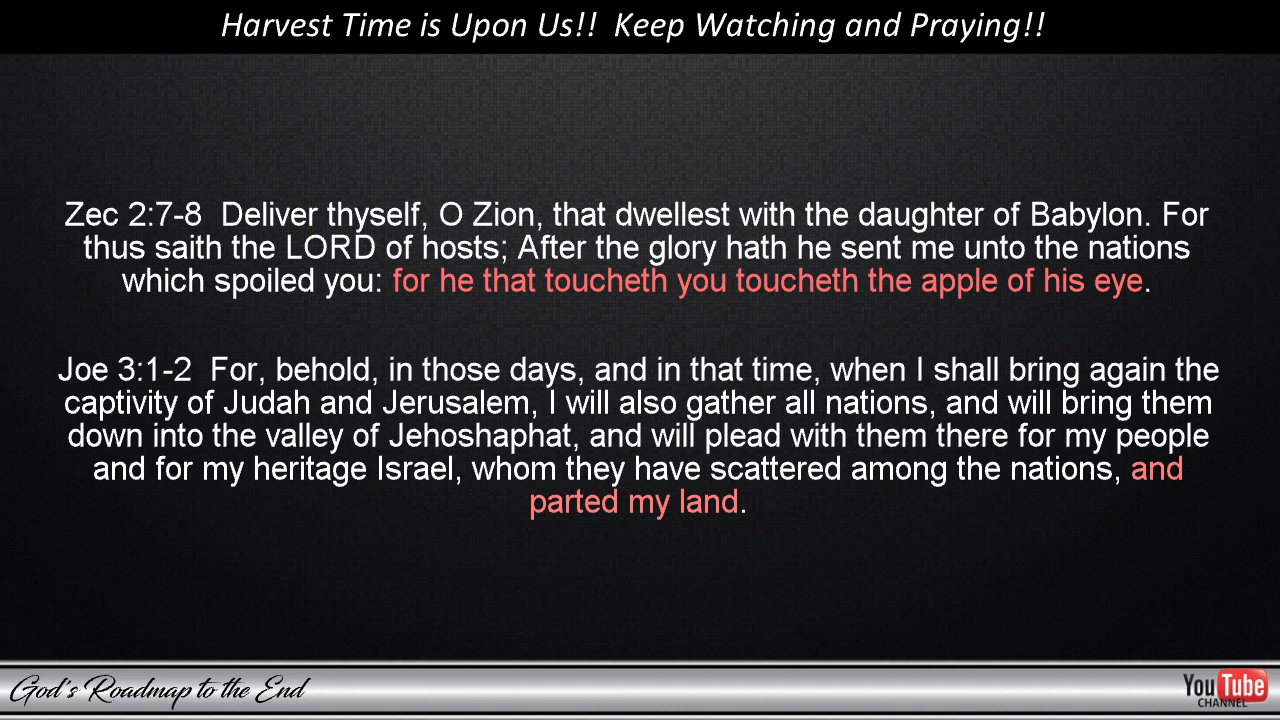 Harvest Time is Upon Us!!  Keep Watching and Praying!!
Zec 2:7-8  Deliver thyself, O Zion, that dwellest with the daughter of Babylon. For
thus saith the LORD of hosts; After the glory hath he sent me unto the nations
which spoiled you: for he that toucheth you toucheth the apple of his eye.
Joe 3:1-2  For, behold, in those days, and in that time, when I shall bring again the
captivity of Judah and Jerusalem, I will also gather all nations, and will bring them
down into the valley of Jehoshaphat, and will plead with them there for my people
and for my heritage Israel, whom they have scattered among the nations, and
parted my land.
God's Roadmap to the End
YouTube
CHANNEL